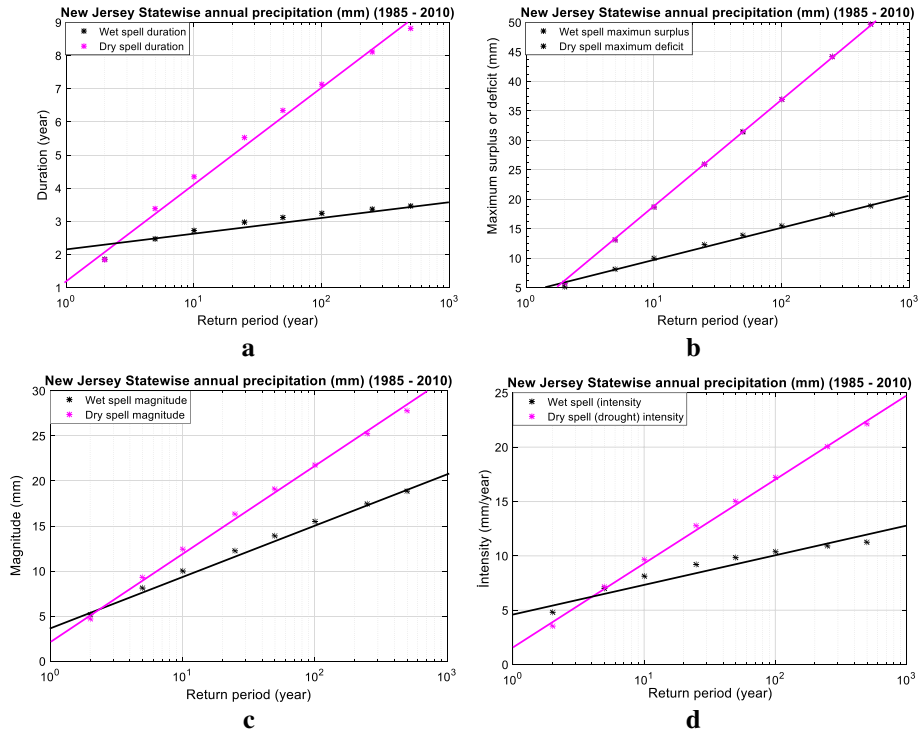 New Jersey Statewise annual precipitation (mm) (1985 - 2010)
Wet spell duration
Dry spell duration
Duration (year)
9
8
7
6
5
4
3
2
1
10^0
10^1
10^2
10^3
Return period (year)
a
New Jersey Statewise annual precipitation (mm) (1985 - 2010)
Wet spell maximun surplus
Dry spell maximum deficit
Maximum surplus or deficit (mm)
50
45
40
35
30
25
20
15
10
5
10^0
10^1
10^2
10^3
Return period (year)
b
New Jersey Statewise annual precipitation (mm) (1985 - 2010)
Wet spell magnitude
Dry spell magnitude
Magnitude (mm)
30
25
20
15
10
5
0
10^0
10^1
10^2
10^3
Return period (year)
c
New Jersey Statewise annual precipitation (mm) (1985 - 2010)
Wet spell (intensity
Dry spell (drought) intensity
Intensity (mm/year)
25
20
15
10
5
0
10^0
10^1
10^2
10^3
Return period (year)
d